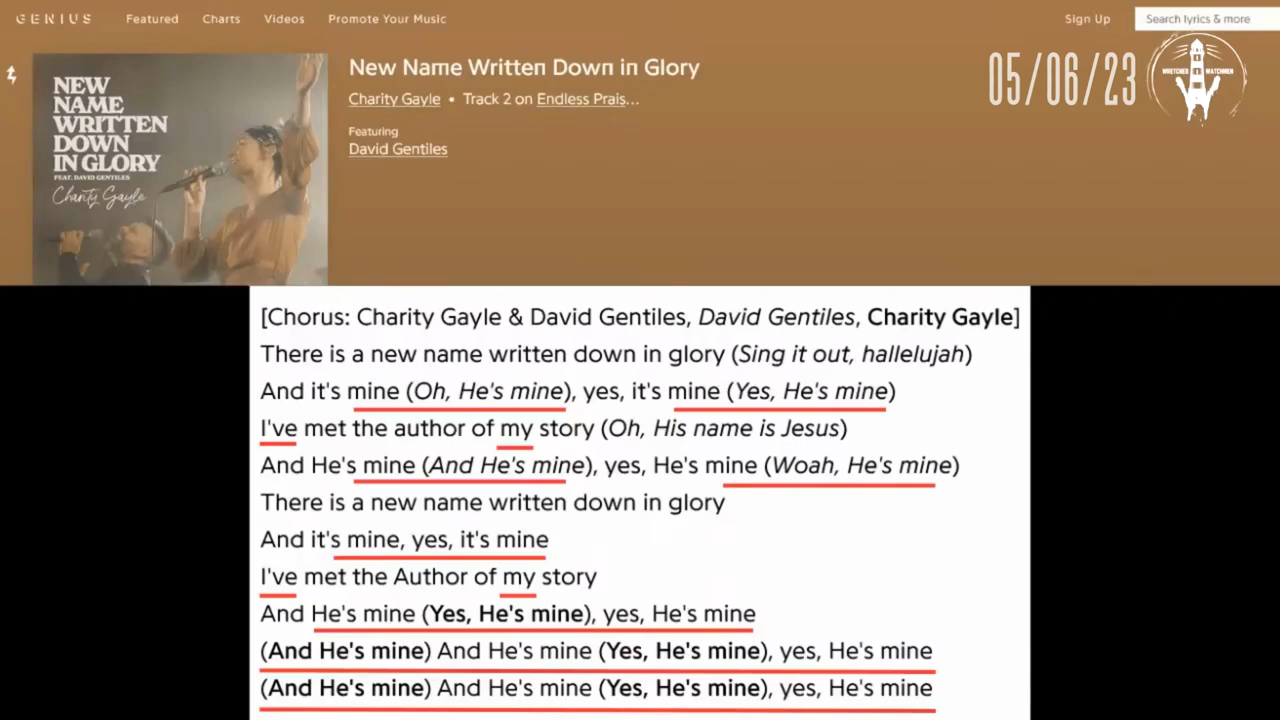 GENIUS Featured Charts Videos Promote Your Music Sign Up Search lyrics & more
NEW
NAME
WRITTEN
DOWN
IN GLORY
FEAT. DAVID GENTILES
Charity Gayle
New Name Written Down in Glory
Charity Gayle • Track 2 on Endless Prais...
Featuring
David Gentiles
05/06/23
WRETCHED WATCHMEN
[Chorus: Charity Gayle & David Gentiles, David Gentiles, Charity Gayle]
There is a new name written down in glory (Sing it out, hallelujah)
And it's mine (Oh, He's mine), yes, it's mine (Yes, He's mine)
I've met the author of my story (Oh, His name is Jesus)
And He's mine (And He's mine), yes, He's mine (Woah, He's mine)
There is a new name written down in glory
And it's mine, yes, it's mine
I've met the Author of my story
And He's mine (Yes, He's mine), yes, He's mine
(And He's mine) And He's mine (Yes, He's mine), yes, He's mine
(And He's mine) And He's mine (Yes, He's mine), yes, He's mine